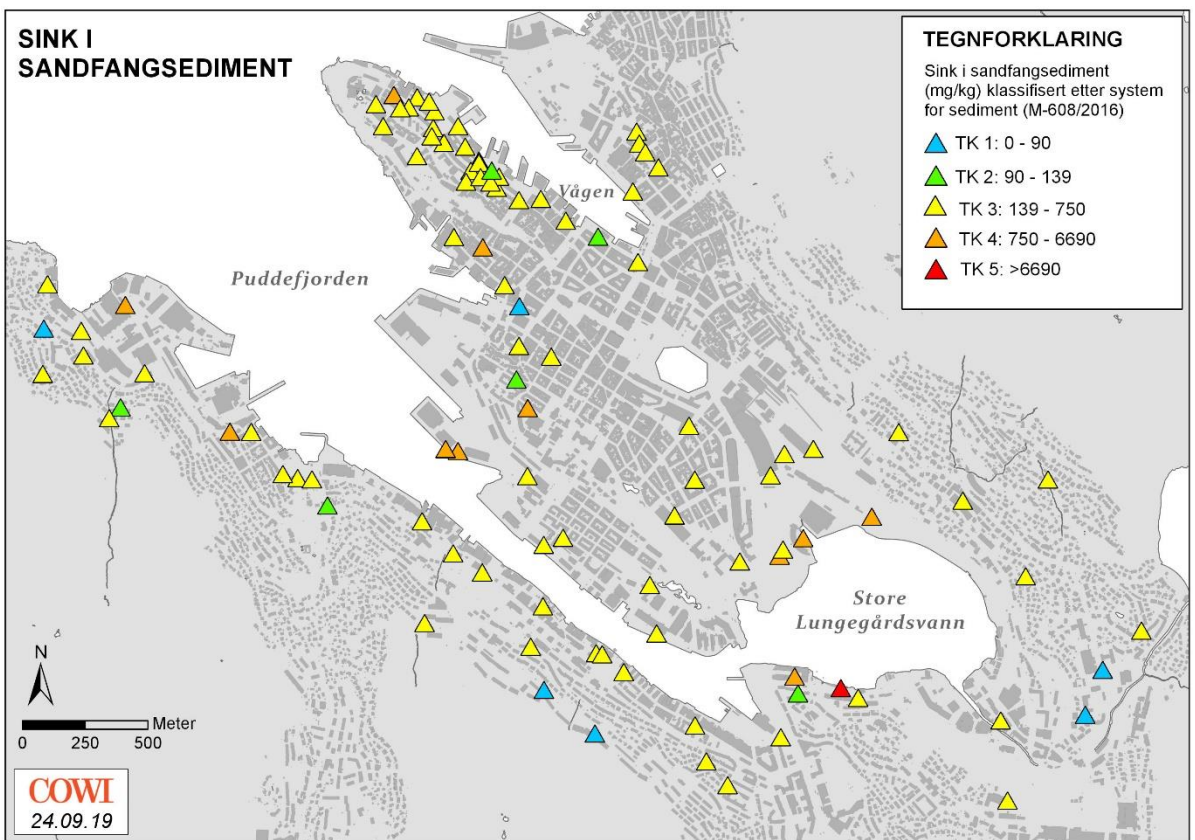 SINK I
SANDFANGSEDIMENT
TEGNFORKLARING
Sink i sandfangsediment
(mg/kg) klassifisert etter system
for sediment (M-608/2016)
TK 1: 0 - 90
TK 2: 90 - 139
TK 3: 139 - 750
TK 4: 750 - 6690
TK 5: >6690
Vågen
Puddefjorden
Store
Lungegårdsvann
N
Meter
0 250 500
COWI
24.09.19